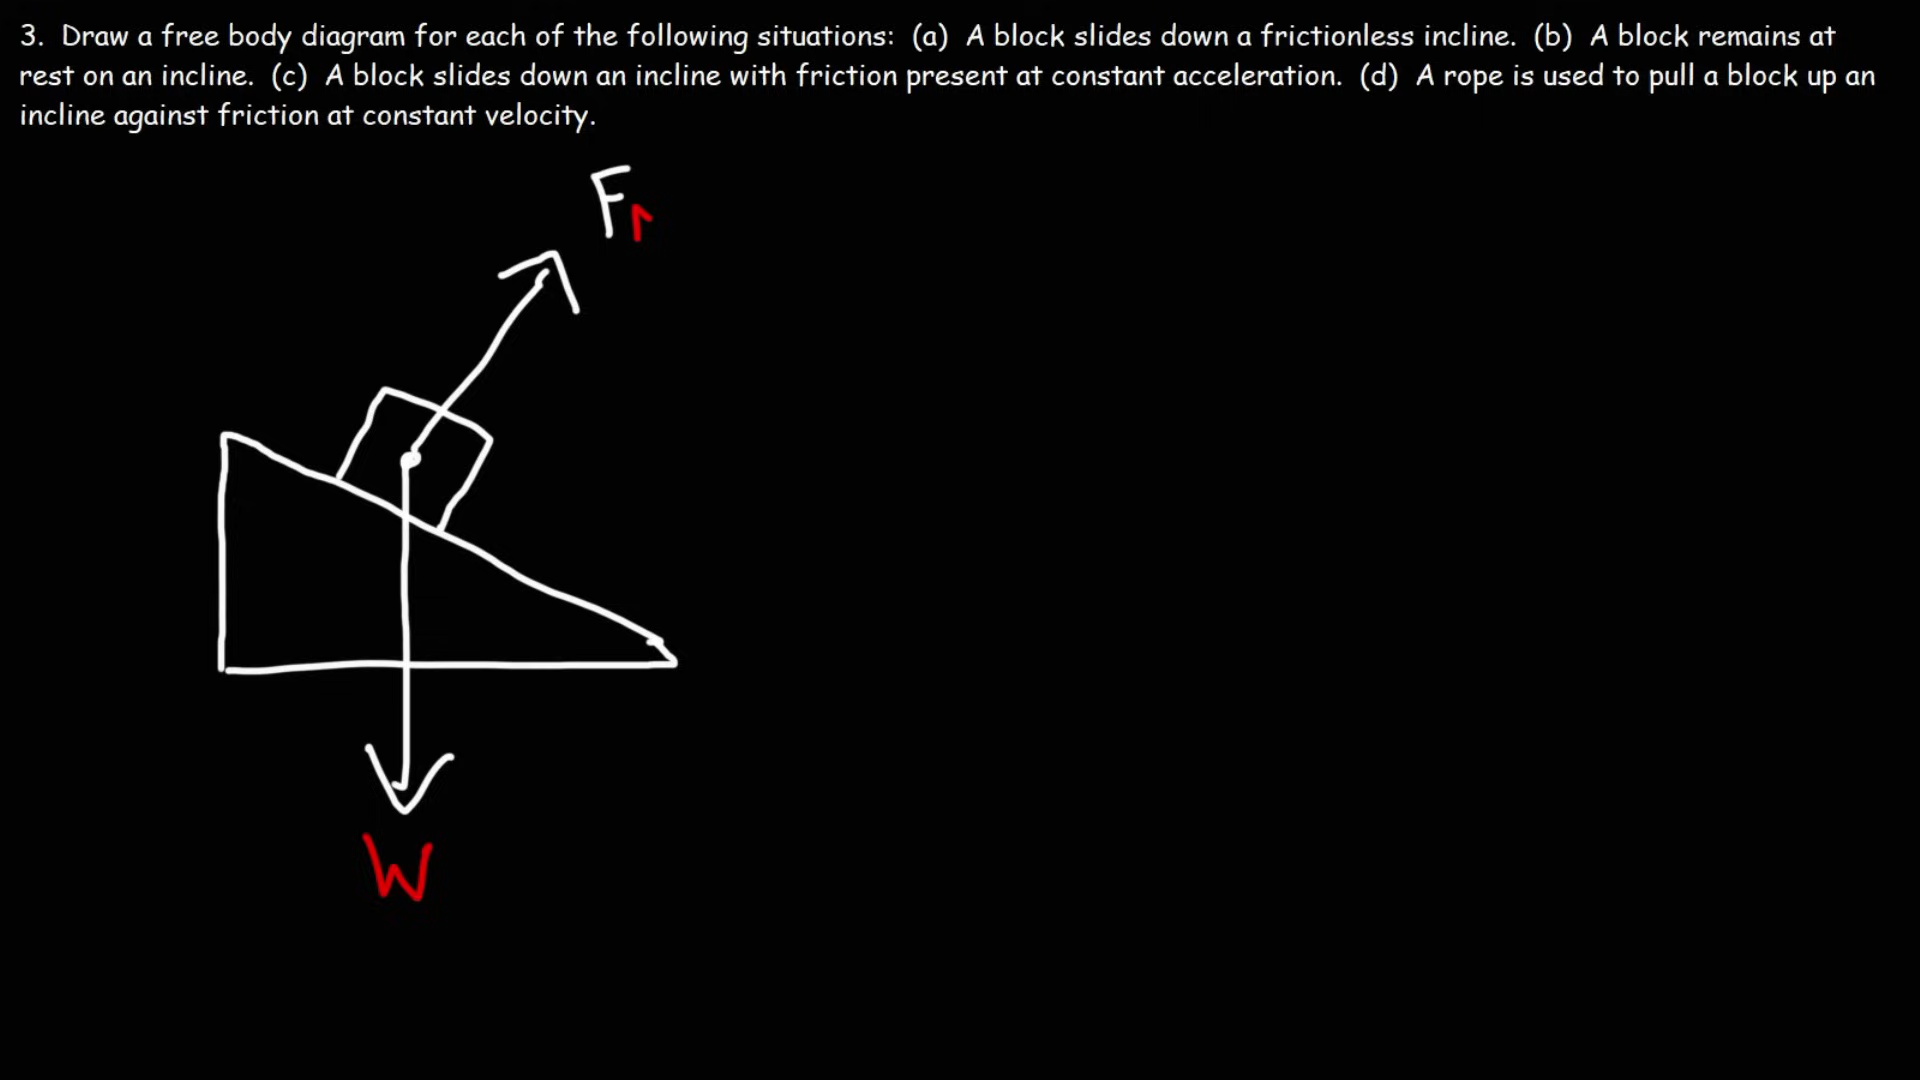 3. Draw a free body diagram for each of the following situations: (a) A block slides down a frictionless incline. (b) A block remains at
rest on an incline. (c) A block slides down an incline with friction present at constant acceleration. (d) A rope is used to pull a block up an
incline against friction at constant velocity.
F
W